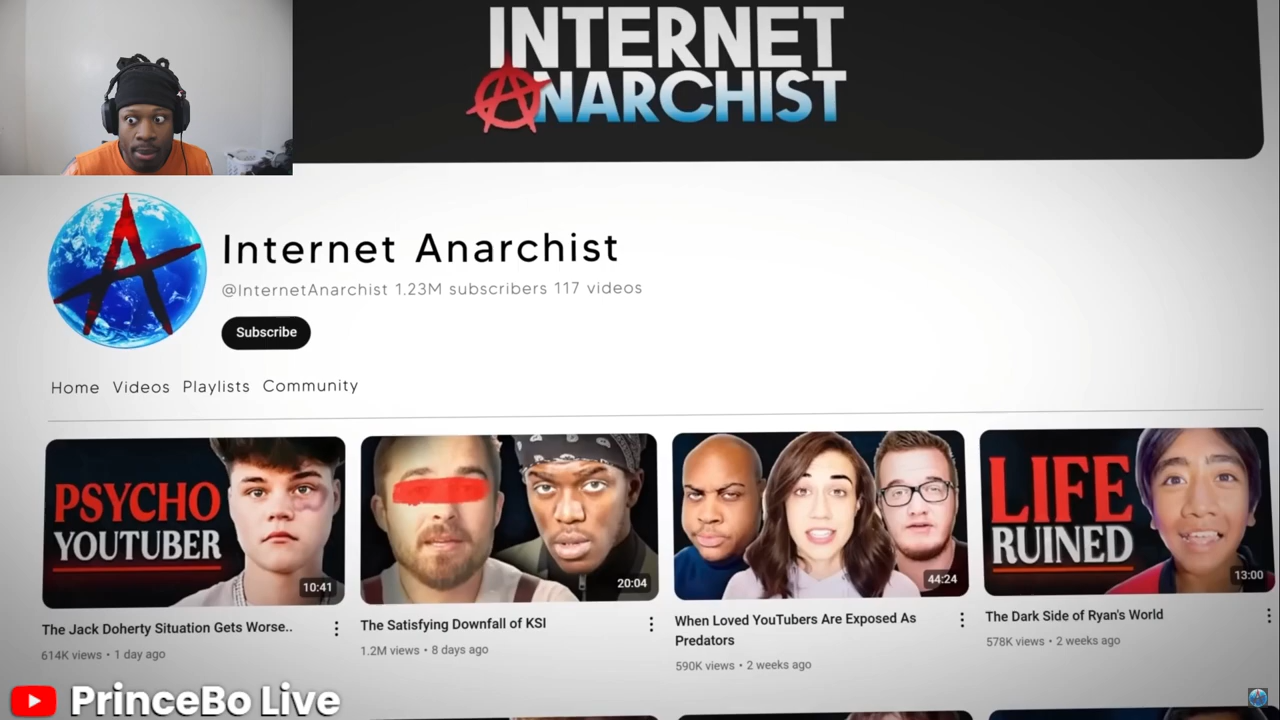 INTERNET
ANARCHIST
Internet Anarchist
@InternetAnarchist 1.23M subscribers 117 videos
Subscribe
Home Videos Playlists Community
PSYCHO
YOUTUBER
10:41
20:04
44:24
LIFE
RUINED
13:00
The Jack Doherty Situation Gets Worse..
614K views • 1 day ago
The Satisfying Downfall of KSI
1.2M views • 8 days ago
When Loved YouTubers Are Exposed As
Predators
590K views • 2 weeks ago
The Dark Side of Ryan's World
578K views • 2 weeks ago
PrinceBo Live